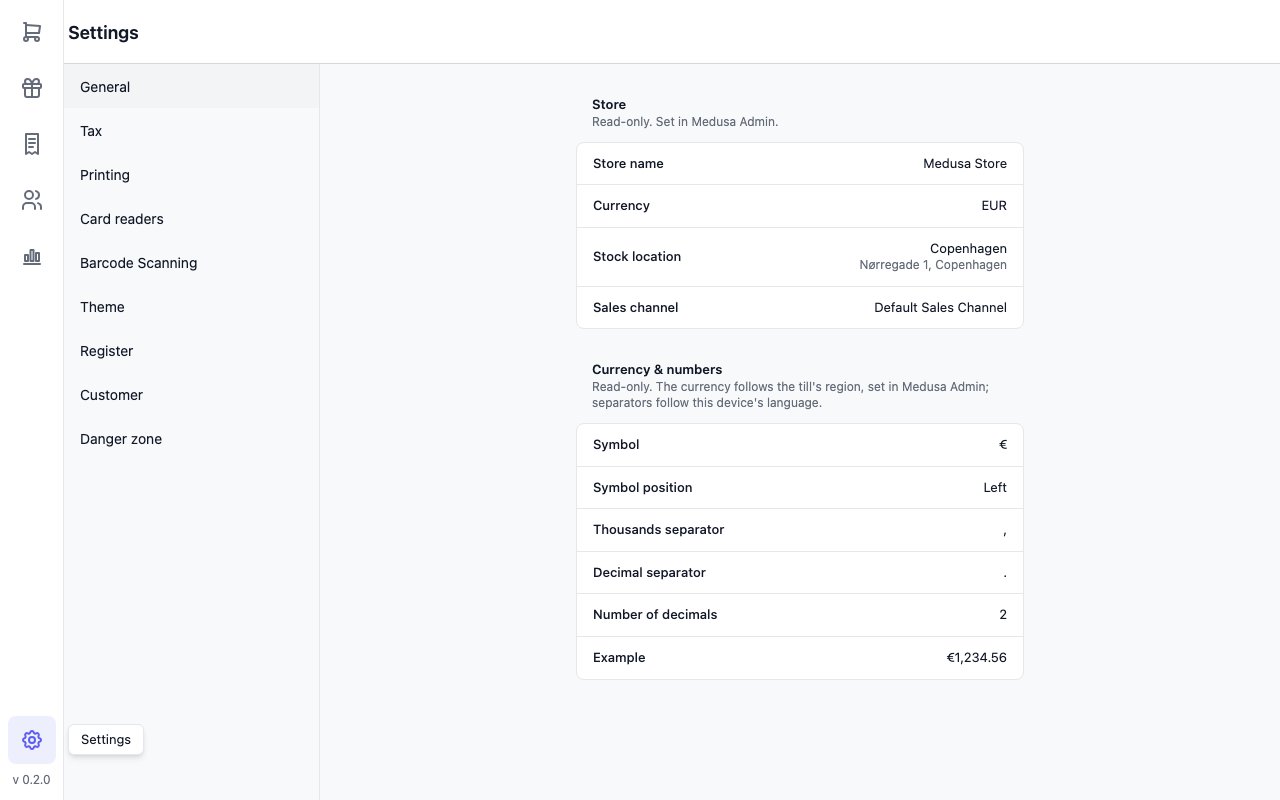 Settings
General
Tax
Printing
Card readers
Barcode Scanning
Theme
Register
Customer
Danger zone
Settings
v 0.2.0
Store
Read-only. Set in Medusa Admin.
Store name Medusa Store
Currency EUR
Stock location Copenhagen
Nørregade 1, Copenhagen
Sales channel Default Sales Channel
Currency & numbers
Read-only. The currency follows the till's region, set in Medusa Admin;
separators follow this device's language.
Symbol €
Symbol position Left
Thousands separator ,
Decimal separator .
Number of decimals 2
Example €1,234.56